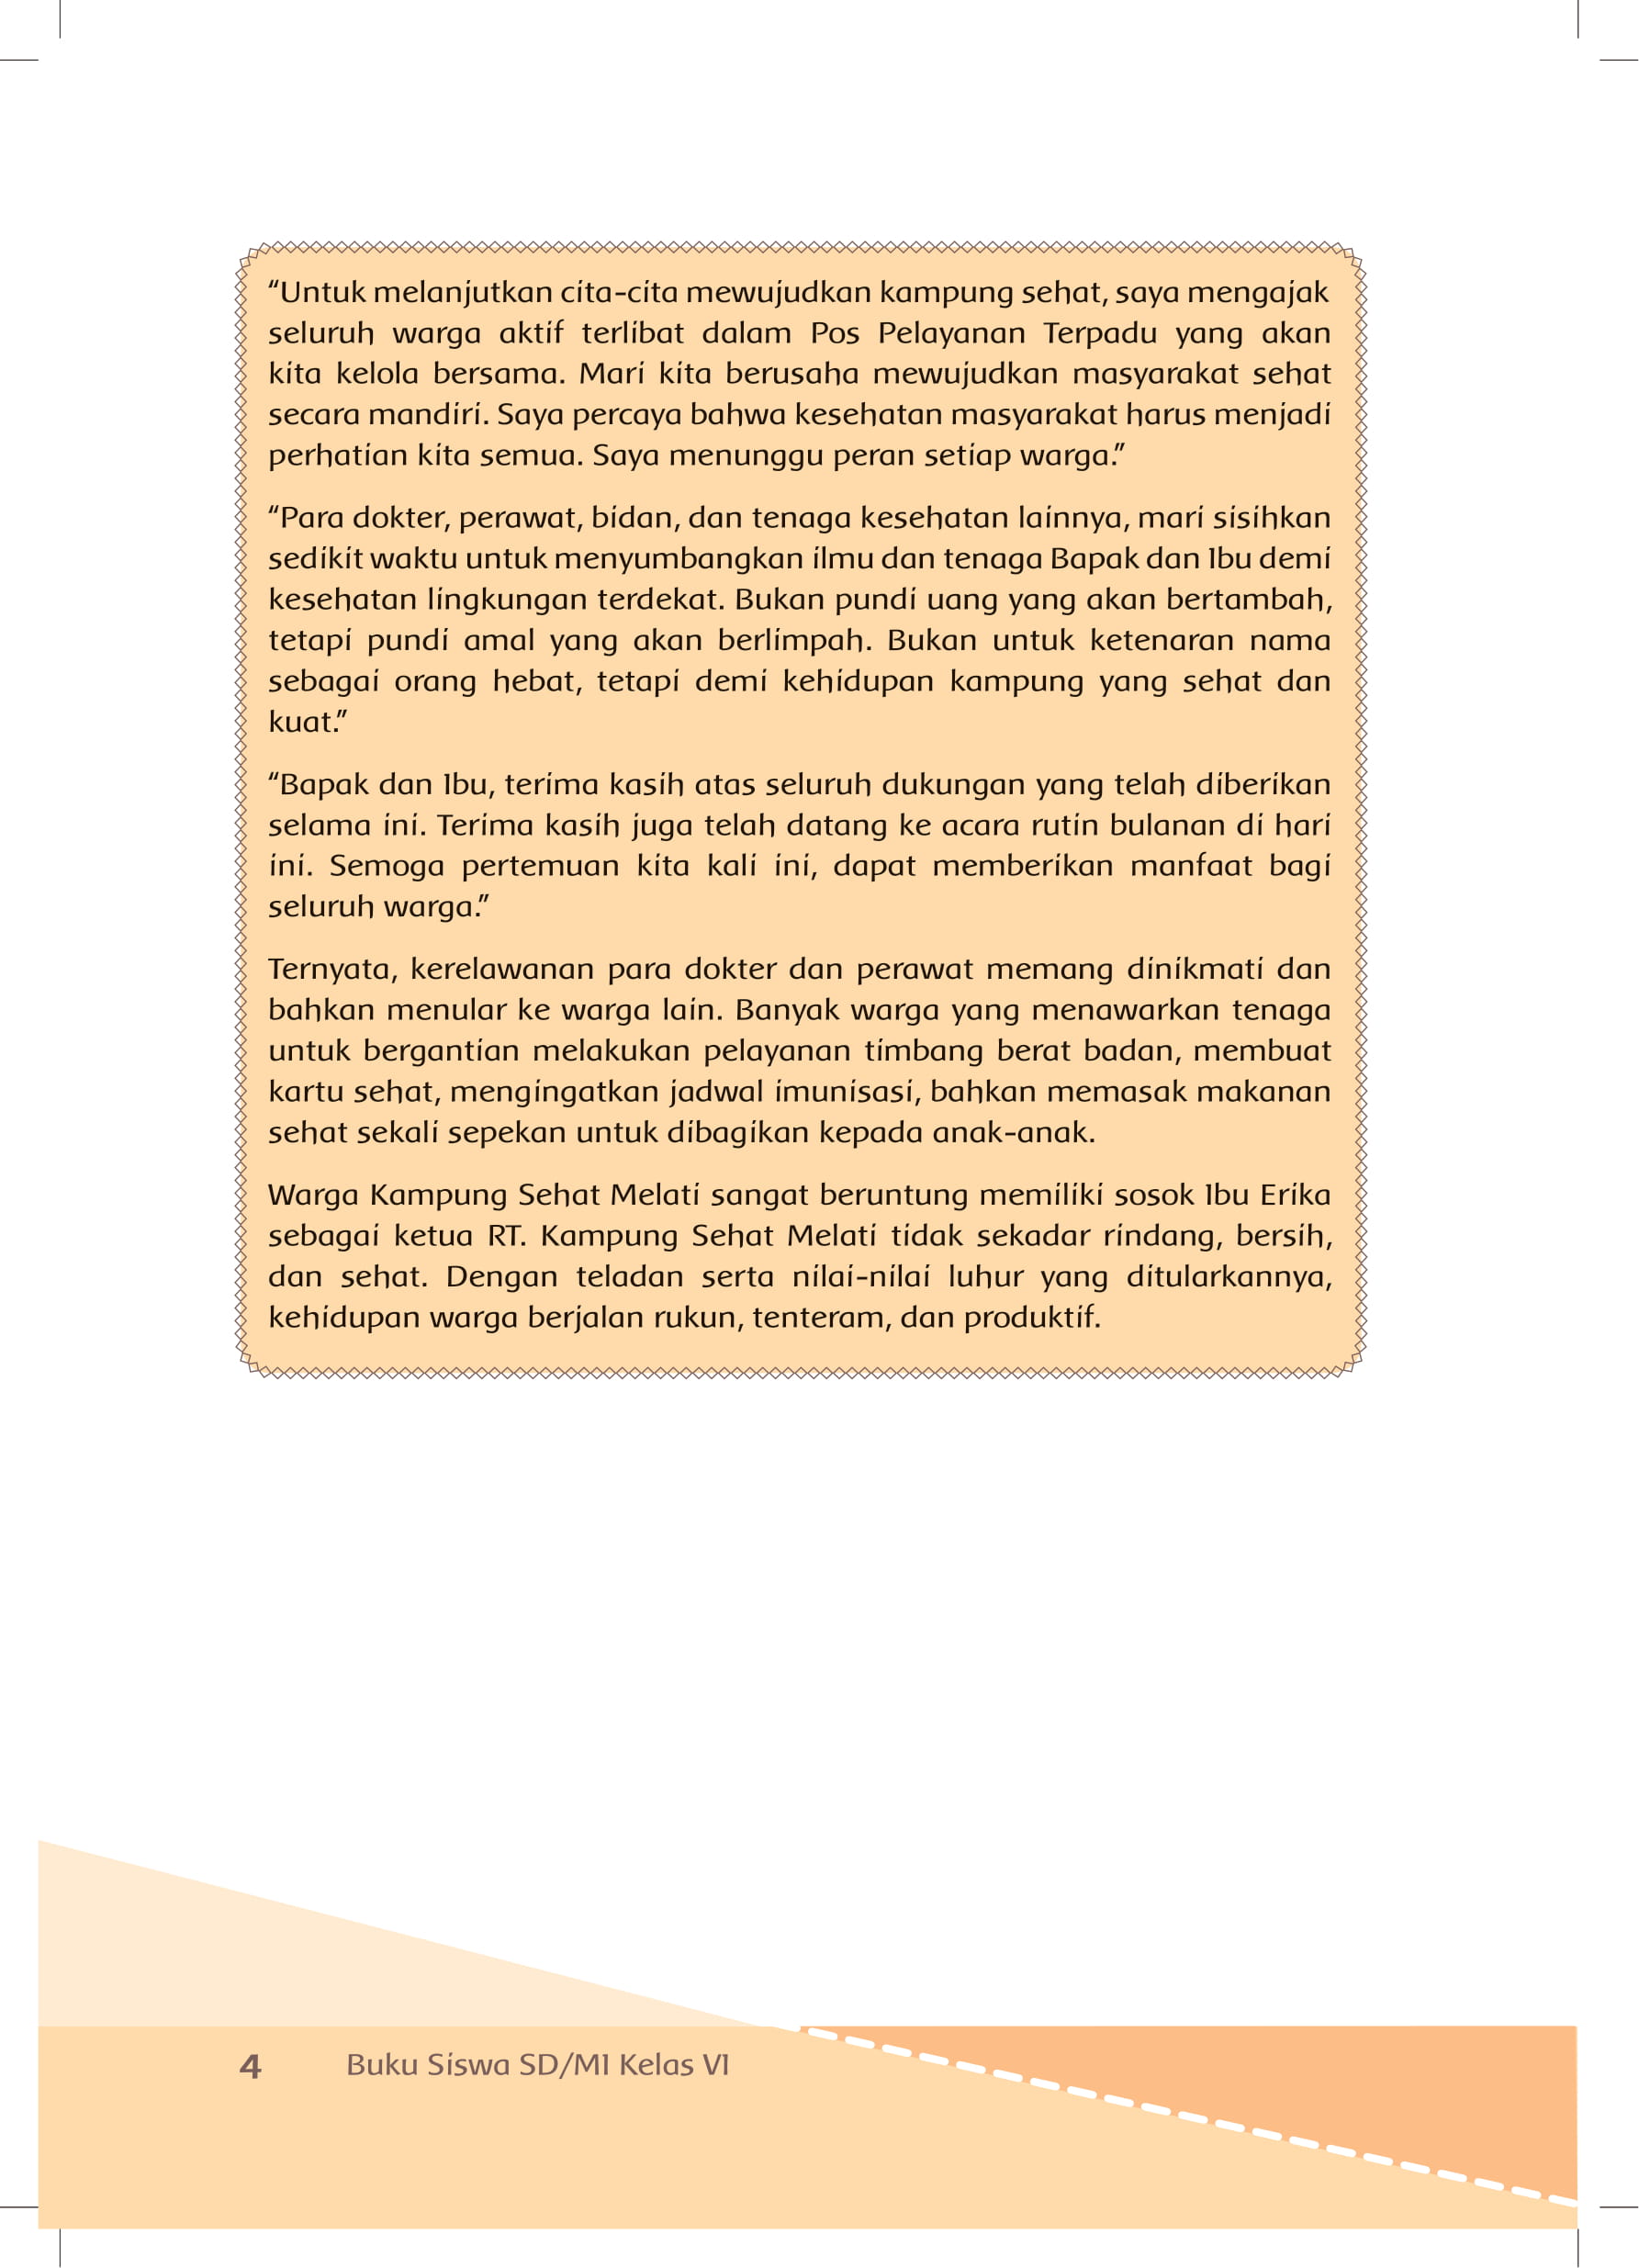 “Untuk melanjutkan cita-cita mewujudkan kampung sehat, saya mengajak
seluruh warga aktif terlibat dalam Pos Pelayanan Terpadu yang akan
kita kelola bersama. Mari kita berusaha mewujudkan masyarakat sehat
secara mandiri. Saya percaya bahwa kesehatan masyarakat harus menjadi
perhatian kita semua. Saya menunggu peran setiap warga.”
“Para dokter, perawat, bidan, dan tenaga kesehatan lainnya, mari sisihkan
sedikit waktu untuk menyumbangkan ilmu dan tenaga Bapak dan Ibu demi
kesehatan lingkungan terdekat. Bukan pundi uang yang akan bertambah,
tetapi pundi amal yang akan berlimpah. Bukan untuk ketenaran nama
sebagai orang hebat, tetapi demi kehidupan kampung yang sehat dan
kuat.”
“Bapak dan Ibu, terima kasih atas seluruh dukungan yang telah diberikan
selama ini. Terima kasih juga telah datang ke acara rutin bulanan di hari
ini. Semoga pertemuan kita kali ini, dapat memberikan manfaat bagi
seluruh warga.”
Ternyata, kerelawanan para dokter dan perawat memang dinikmati dan
bahkan menular ke warga lain. Banyak warga yang menawarkan tenaga
untuk bergantian melakukan pelayanan timbang berat badan, membuat
kartu sehat, mengingatkan jadwal imunisasi, bahkan memasak makanan
sehat sekali sepekan untuk dibagikan kepada anak-anak.
Warga Kampung Sehat Melati sangat beruntung memiliki sosok Ibu Erika
sebagai ketua RT. Kampung Sehat Melati tidak sekadar rindang, bersih,
dan sehat. Dengan teladan serta nilai-nilai luhur yang ditularkannya,
kehidupan warga berjalan rukun, tenteram, dan produktif.
4 Buku Siswa SD/MI Kelas VI